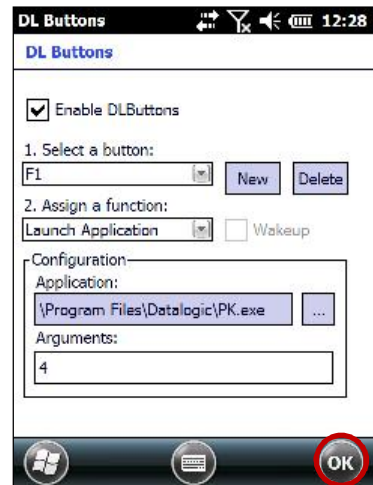 DL Buttons 12:28
DL Buttons
Enable DLButtons
1. Select a button:
F1 New Delete
2. Assign a function:
Launch Application Wakeup
Configuration
Application:
\Program Files\Datalogic\PK.exe ...
Arguments:
4
OK